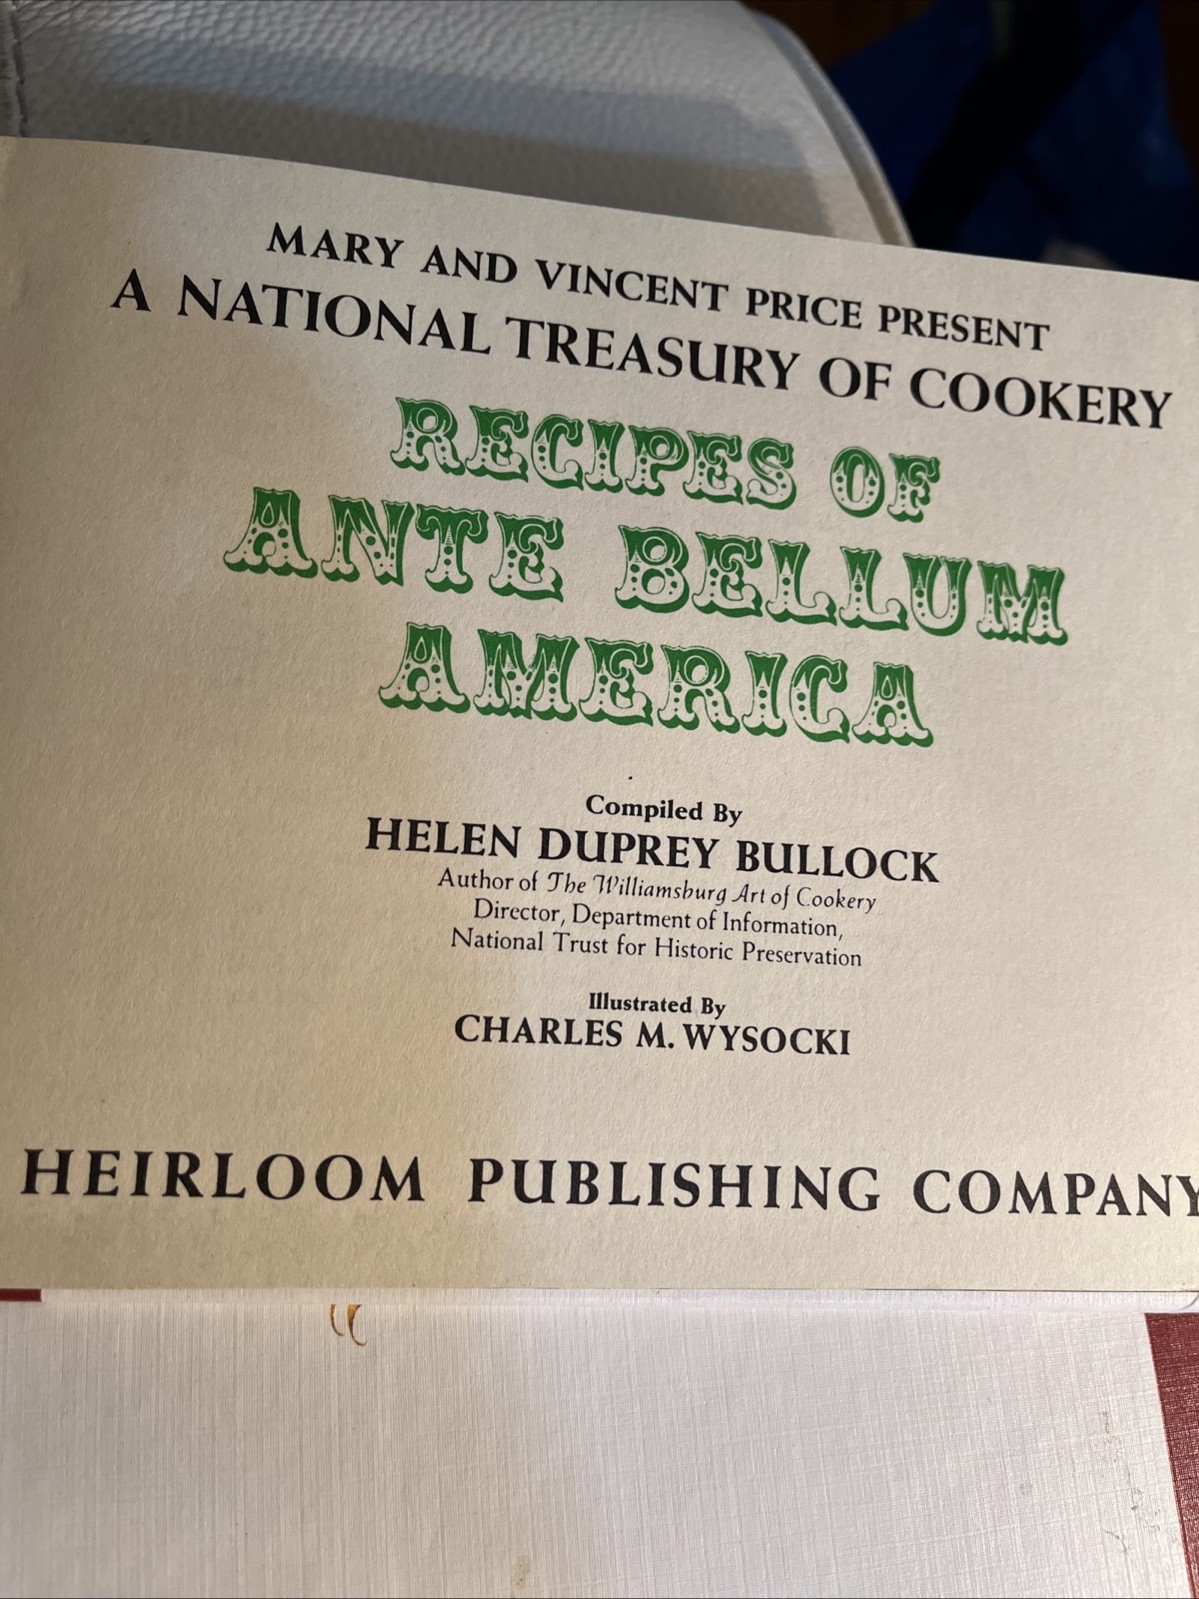 MARY AND VINCENT PRICE PRESENT
A NATIONAL TREASURY OF COOKERY
RECIPES OF
ANTE BELLUM
AMERICA
Compiled By
HELEN DUPREY BULLOCK
Author of The Williamsburg Art of Cookery
Director, Department of Information,
National Trust for Historic Preservation
Illustrated By
CHARLES M. WYSOCKI
HEIRLOOM PUBLISHING COMPANY